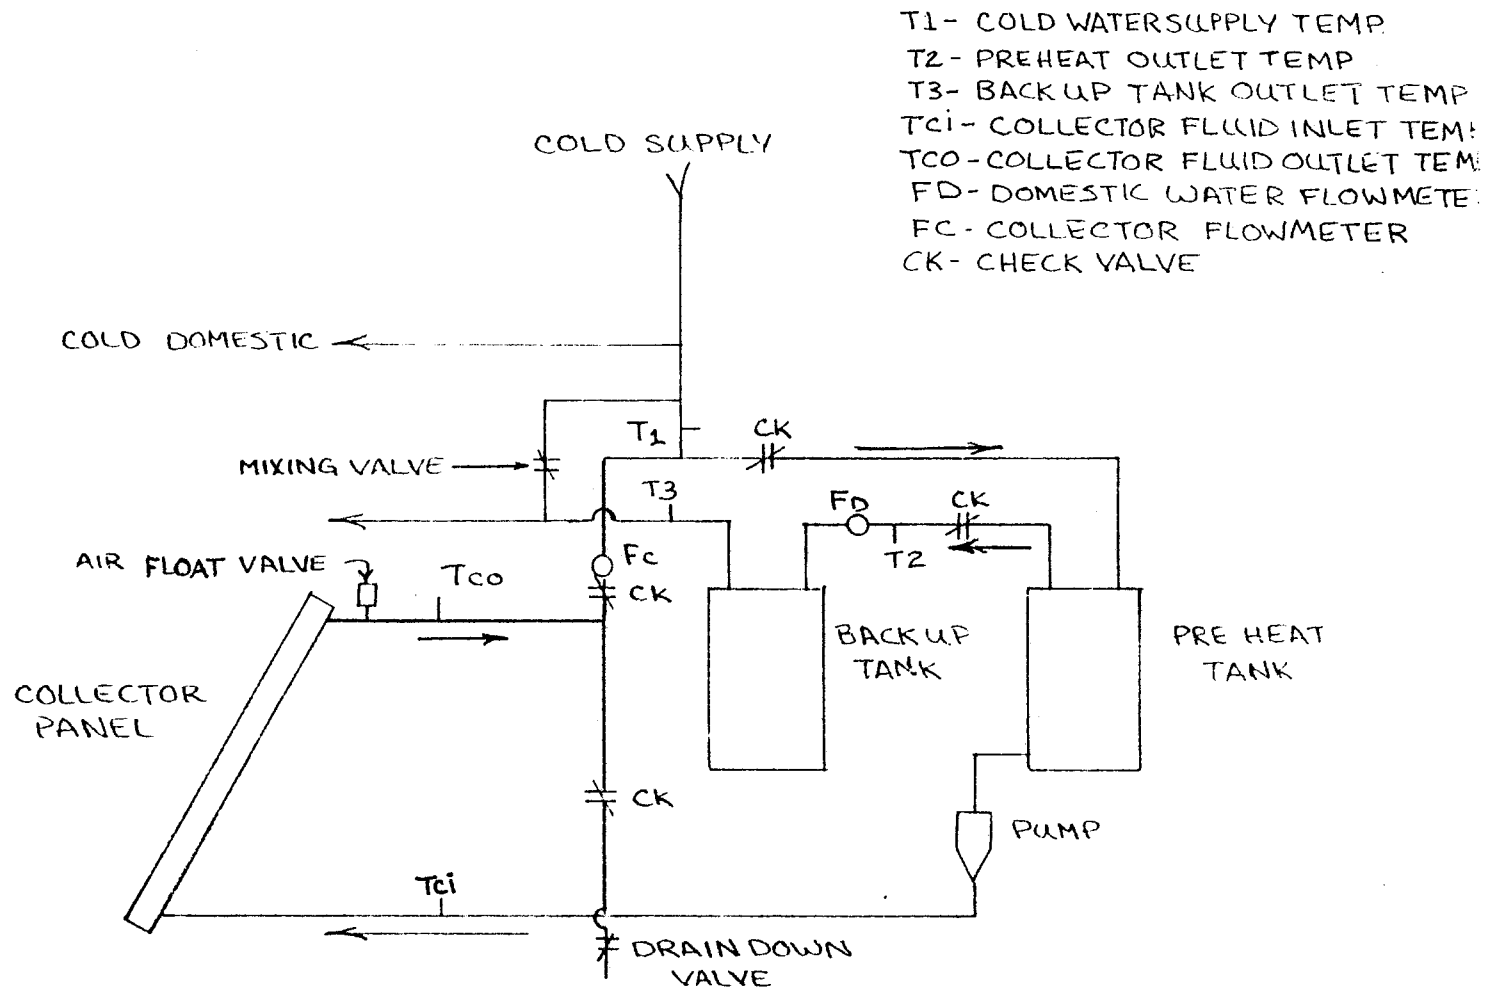 T1- COLD WATER SUPPLY TEMP
T2- PREHEAT OUTLET TEMP
T3- BACK UP TANK OUTLET TEMP
TCi- COLLECTOR FLUID INLET TEM
TCO- COLLECTOR FLUID OUTLET TEM
FD- DOMESTIC WATER FLOWMETE
FC- COLLECTOR FLOWMETER
CK- CHECK VALVE
COLD SUPPLY
COLD DOMESTIC
T1
CK
MIXING VALVE
T3
FD
CK
T2
AIR FLOAT VALVE
TCO
FC
CK
BACK UP
TANK
PRE HEAT
TANK
COLLECTOR
PANEL
CK
PUMP
TCi
DRAIN DOWN
VALVE